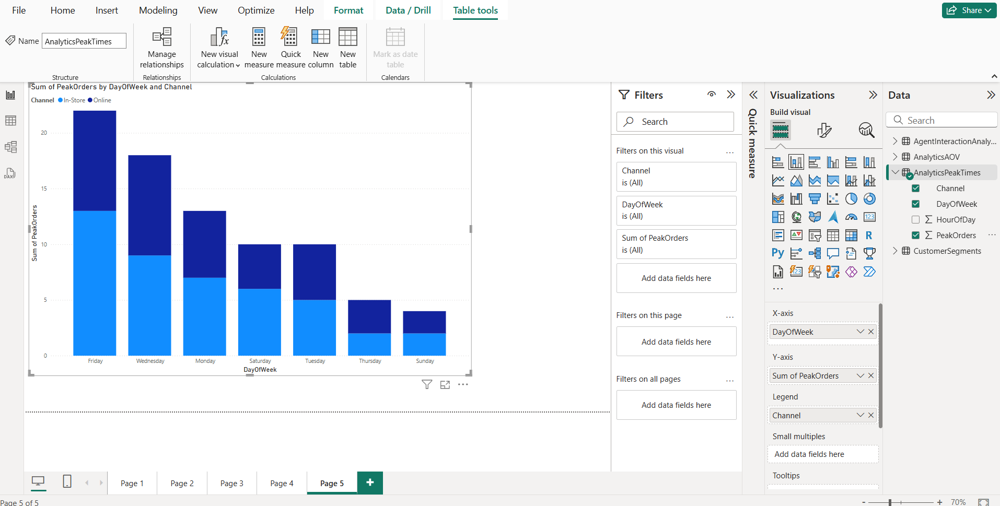 File Home Insert Modeling View Optimize Help Format Data / Drill Table tools Share
Name AnalyticsPeakTimes
Manage relationships
New visual calculation
New measure
Quick measure
New column
New table
Mark as date table
Structure Relationships Calculations Calendars
Sum of PeakOrders by DayOfWeek and Channel
Channel In-Store Online
Sum of PeakOrders
20
15
10
5
0
Friday Wednesday Monday Saturday Tuesday Thursday Sunday
DayOfWeek
Filters
Search
Filters on this visual ...
Channel
is (All)
DayOfWeek
is (All)
Sum of PeakOrders
is (All)
Add data fields here
Filters on this page ...
Add data fields here
Filters on all pages ...
Add data fields here
Quick measure
Visualizations
Build visual
123
R
Py
123
...
X-axis
DayOfWeek
Y-axis
Sum of PeakOrders
Legend
Channel
Small multiples
Add data fields here
Tooltips
Data
Search
AgentInteractionAnaly...
AnalyticsAOV
AnalyticsPeakTimes
Channel
DayOfWeek
HourOfDay
PeakOrders ...
CustomerSegments
DAX
Page 1 Page 2 Page 3 Page 4 Page 5 +
Page 5 of 5
- + 70%